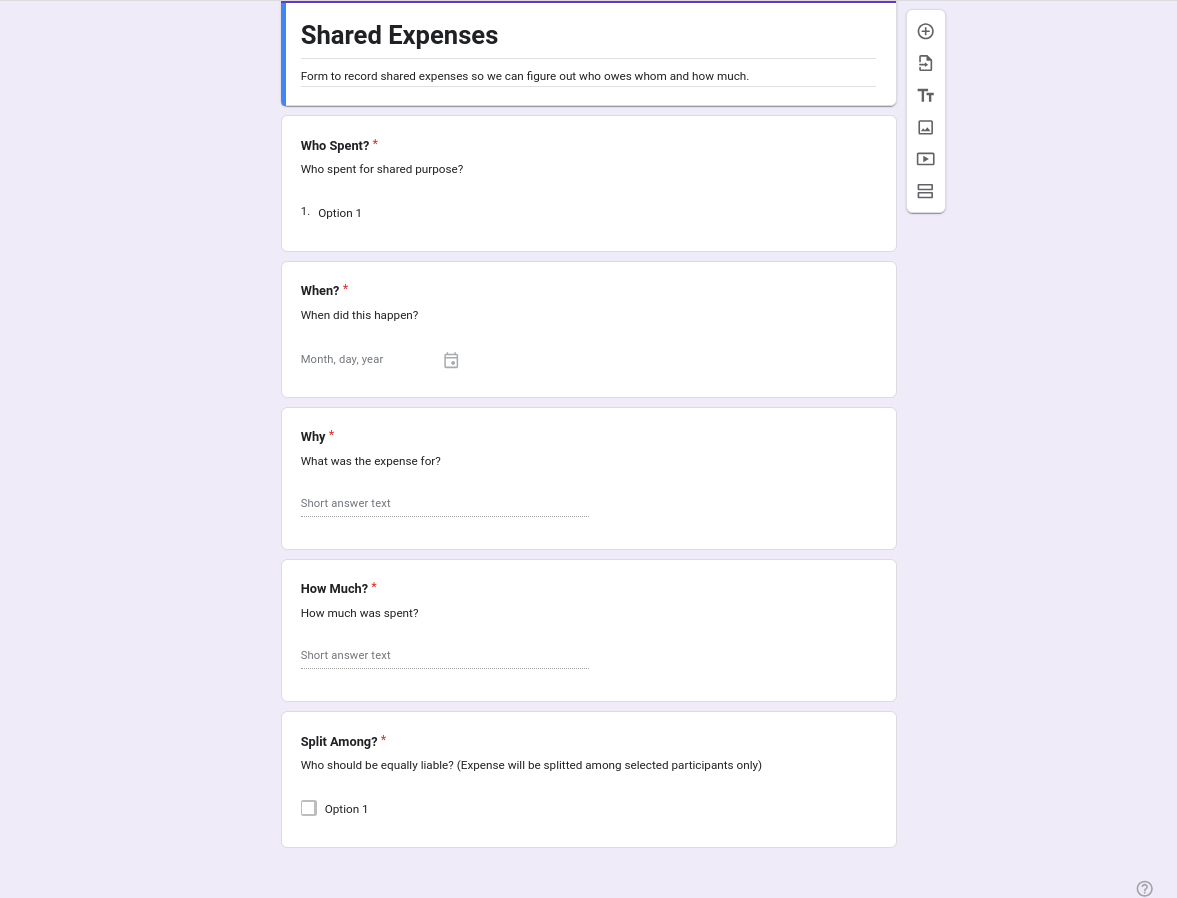 Shared Expenses
Form to record shared expenses so we can figure out who owes whom and how much.
Who Spent? *
Who spent for shared purpose?
1. Option 1
When? *
When did this happen?
Month, day, year
Why *
What was the expense for?
Short answer text
How Much? *
How much was spent?
Short answer text
Split Among? *
Who should be equally liable? (Expense will be splitted among selected participants only)
Option 1